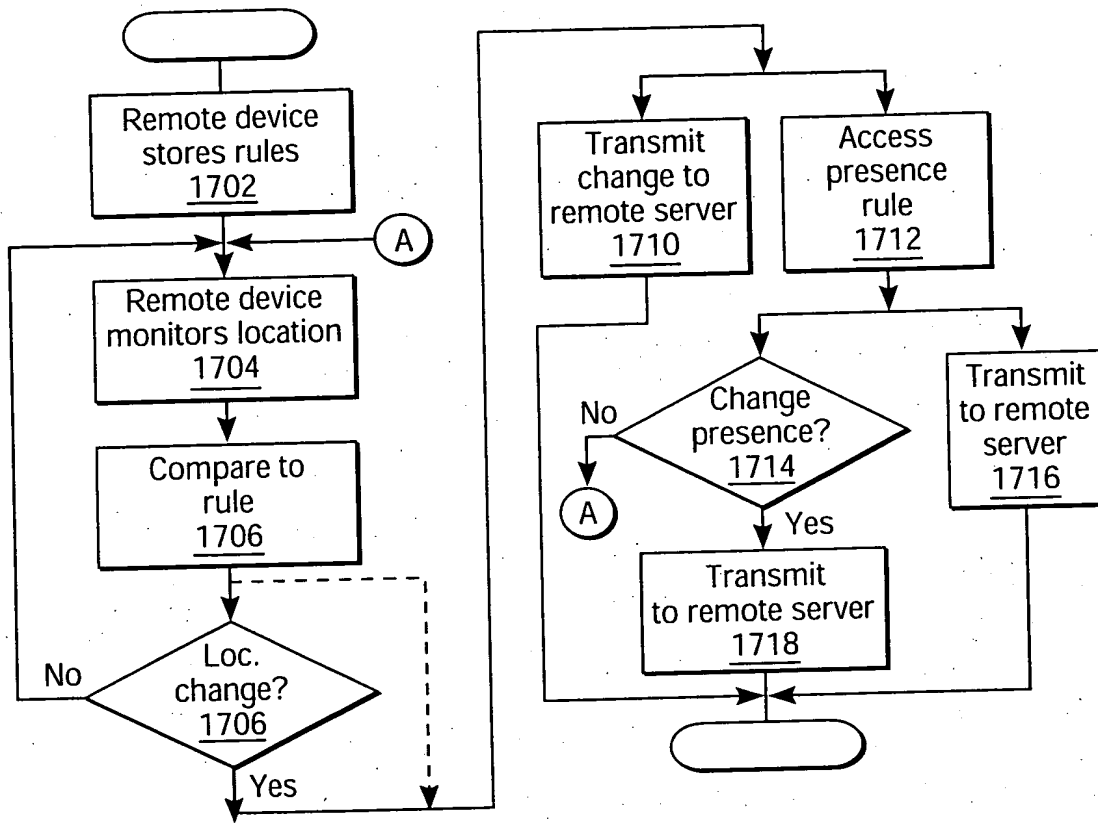 Remote device
stores rules
1702
A
Remote device
monitors location
1704
Compare to
rule
1706
No
Loc.
change?
1706
Yes
Transmit
change to
remote server
1710
Access
presence
rule
1712
No
Change
presence?
1714
A
Yes
Transmit
to remote
server
1716
Transmit
to remote server
1718